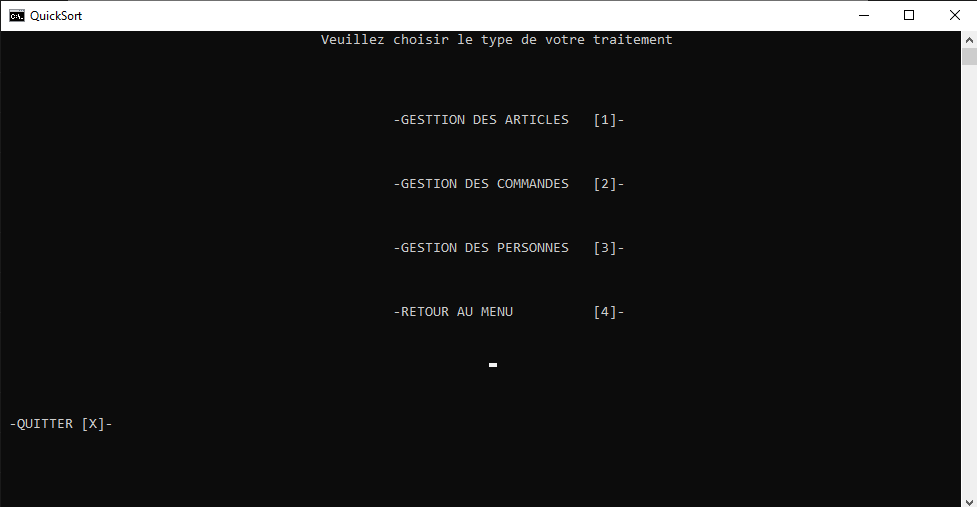 QuickSort
Veuillez choisir le type de votre traitement
-GESTTION DES ARTICLES   [1]-
-GESTION DES COMMANDES   [2]-
-GESTION DES PERSONNES   [3]-
-RETOUR AU MENU          [4]-
-QUITTER [X]-